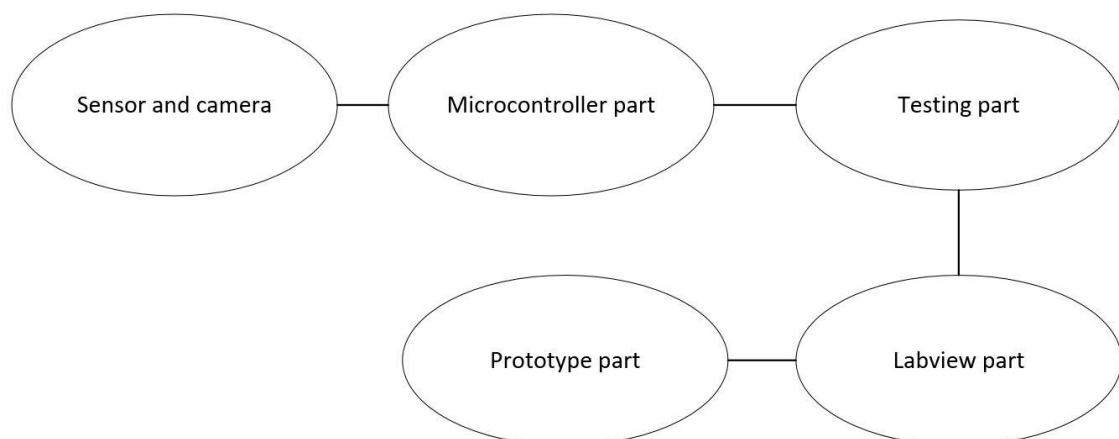 Sensor and camera
Microcontroller part
Testing part
Prototype part
Labview part